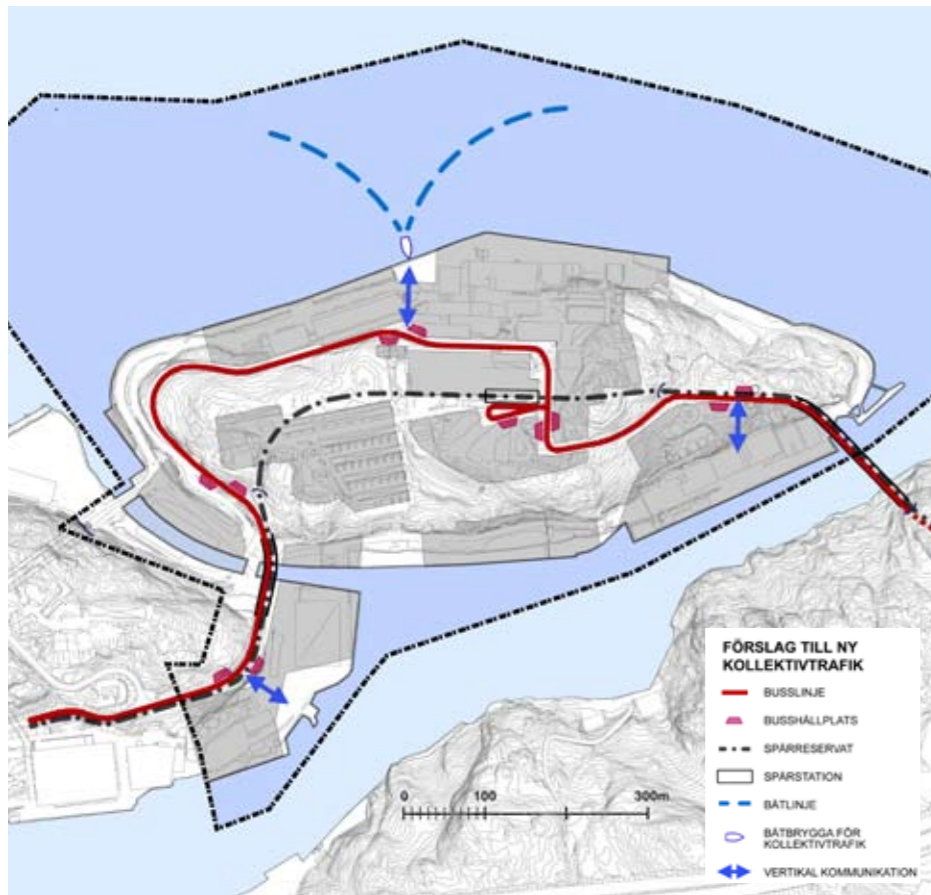 0 100 300m
FÖRSLAG TILL NY
KOLLEKTIVTRAFIK
BUSSLINJE
BUSSHÅLLPLATS
SPÅRRESERVAT
SPÅRSTATION
BÅTLINJE
BÅTBRYGGA FÖR
KOLLEKTIVTRAFIK
VERTIKAL KOMMUNIKATION